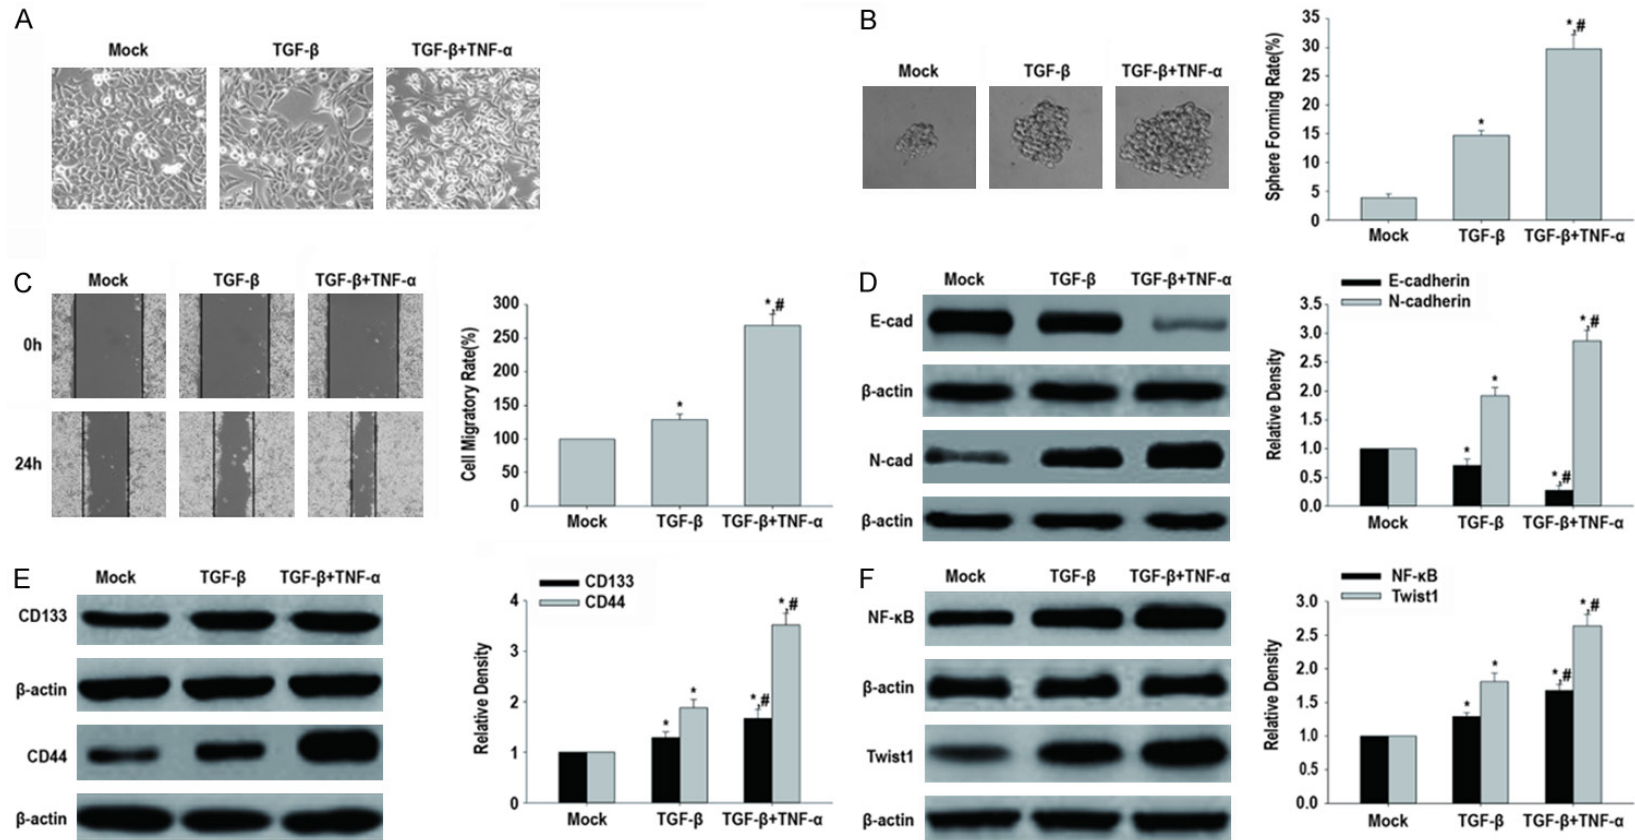 A
Mock TGF-β TGF-β+TNF-α
B
Mock TGF-β TGF-β+TNF-α
Sphere Forming Rate(%)
35
30
25
20
15
10
5
0
*,#
*
Mock TGF-β TGF-β+TNF-α
C
Mock TGF-β TGF-β+TNF-α
0h
24h
Cell Migratory Rate(%)
300
250
200
150
100
50
0
*,#
*
Mock TGF-β TGF-β+TNF-α
D
Mock TGF-β TGF-β+TNF-α
E-cad
β-actin
N-cad
β-actin
E-cadherin
N-cadherin
Relative Density
3.5
3.0
2.5
2.0
1.5
1.0
0.5
0.0
*
*
*,#
*,#
Mock TGF-β TGF-β+TNF-α
E
Mock TGF-β TGF-β+TNF-α
CD133
β-actin
CD44
β-actin
CD133
CD44
Relative Density
4
3
2
1
0
*
*
*,#
*,#
Mock TGF-β TGF-β+TNF-α
F
Mock TGF-β TGF-β+TNF-α
NF-κB
β-actin
Twist1
β-actin
NF-κB
Twist1
Relative Density
3.0
2.5
2.0
1.5
1.0
0.5
0.0
*
*
*,#
*,#
Mock TGF-β TGF-β+TNF-α